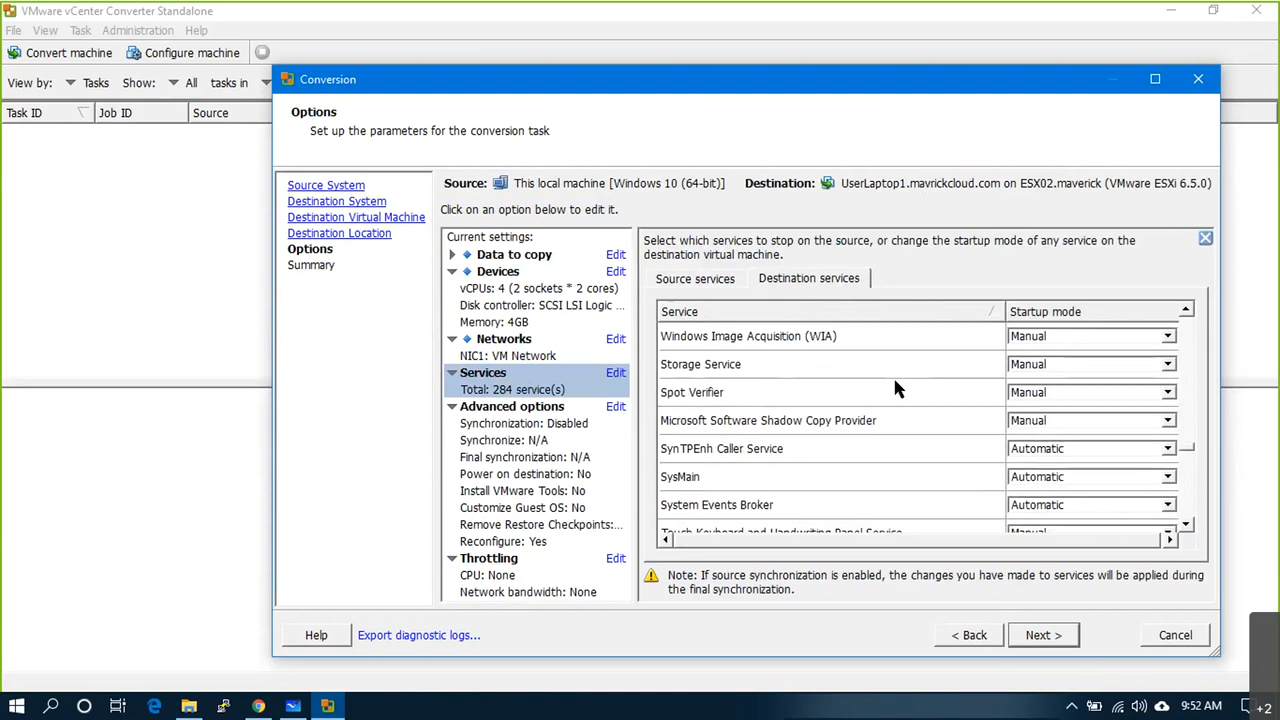 VMware vCenter Converter Standalone
File View Task Administration Help
Convert machine Configure machine
View by: Tasks Show: All tasks in
Task ID Job ID Source
Conversion
Options
Set up the parameters for the conversion task
Source System
Destination System
Destination Virtual Machine
Destination Location
Options
Summary
Source: This local machine [Windows 10 (64-bit)] Destination: UserLaptop1.mavrickcloud.com on ESX02.maverick (VMware ESXi 6.5.0)
Click on an option below to edit it.
Current settings:
Data to copy Edit
Devices Edit
vCPUs: 4 (2 sockets * 2 cores)
Disk controller: SCSI LSI Logic ...
Memory: 4GB
Networks Edit
NIC1: VM Network
Services Edit
Total: 284 service(s)
Advanced options Edit
Synchronization: Disabled
Synchronize: N/A
Final synchronization: N/A
Power on destination: No
Install VMware Tools: No
Customize Guest OS: No
Remove Restore Checkpoints:...
Reconfigure: Yes
Throttling Edit
CPU: None
Network bandwidth: None
Select which services to stop on the source, or change the startup mode of any service on the
destination virtual machine.
Source services Destination services
Service Startup mode
Windows Image Acquisition (WIA) Manual
Storage Service Manual
Spot Verifier Manual
Microsoft Software Shadow Copy Provider Manual
SynTPEnh Caller Service Automatic
SysMain Automatic
System Events Broker Automatic
Touch Keyboard and Handwriting Panel Service Manual
Note: If source synchronization is enabled, the changes you have made to services will be applied during
the final synchronization.
Help Export diagnostic logs... < Back Next > Cancel
9:52 AM
+2